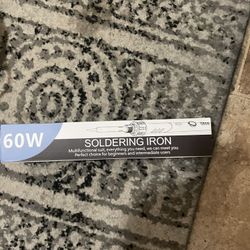 60W
SOLDERING IRON
Multifunctional suit, everything you need, we can meet you
Perfect choice for beginners and intermediate users